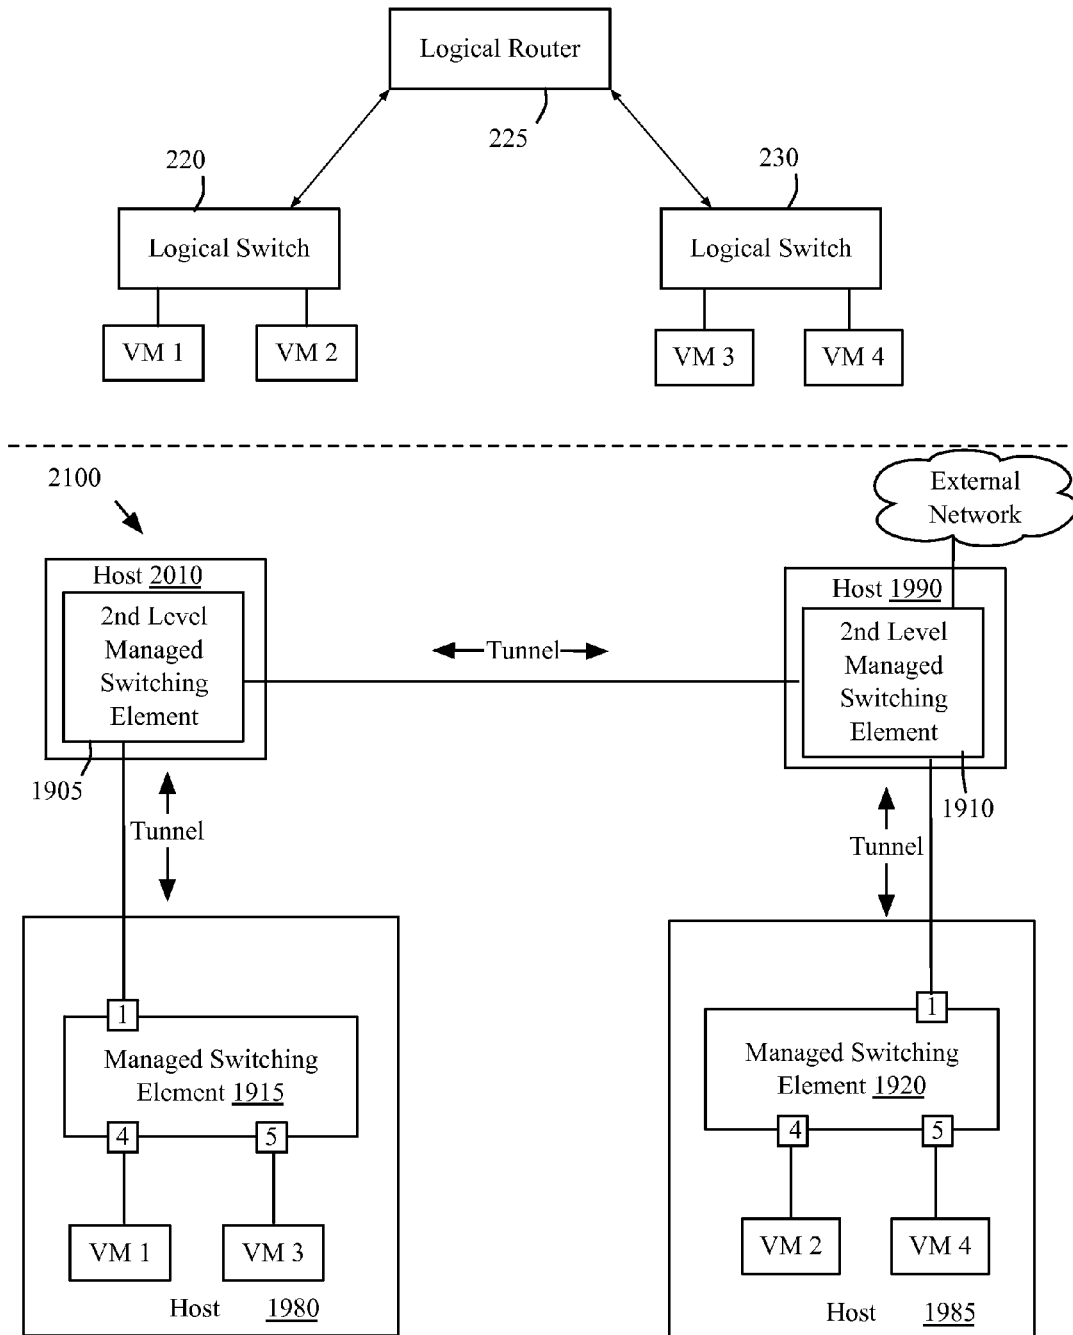 Logical Router
225
220
230
Logical Switch
Logical Switch
VM 1
VM 2
VM 3
VM 4
2100
External
Network
Host 2010
Host 1990
2nd Level
Managed
Switching
Element
2nd Level
Managed
Switching
Element
Tunnel
1905
1910
Tunnel
Tunnel
1
1
Managed Switching
Element 1915
Managed Switching
Element 1920
4
5
4
5
VM 1
VM 3
VM 2
VM 4
Host 1980
Host 1985